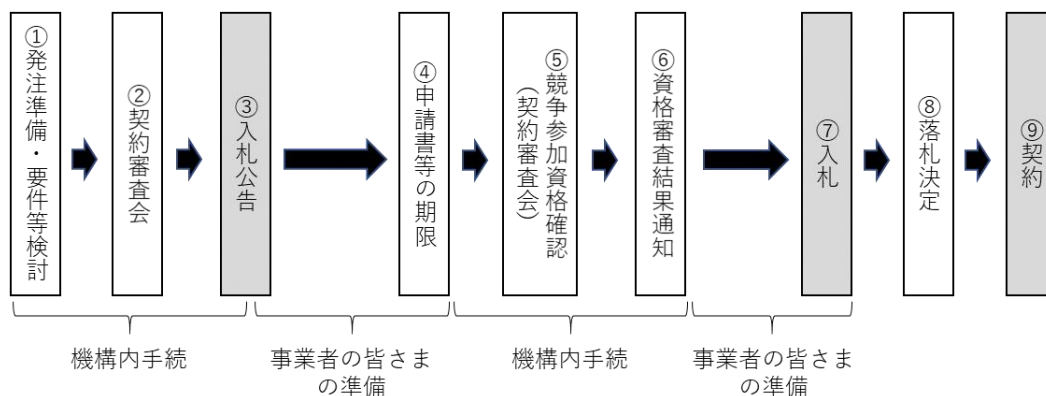 ①発注準備・要件等検討
②契約審査会
③入札公告
④申請書等の期限
⑤競争参加資格確認
(契約審査会)
⑥資格審査結果通知
⑦入札
⑧落札決定
⑨契約
機構内手続
事業者の皆さま
の準備
機構内手続
事業者の皆さま
の準備